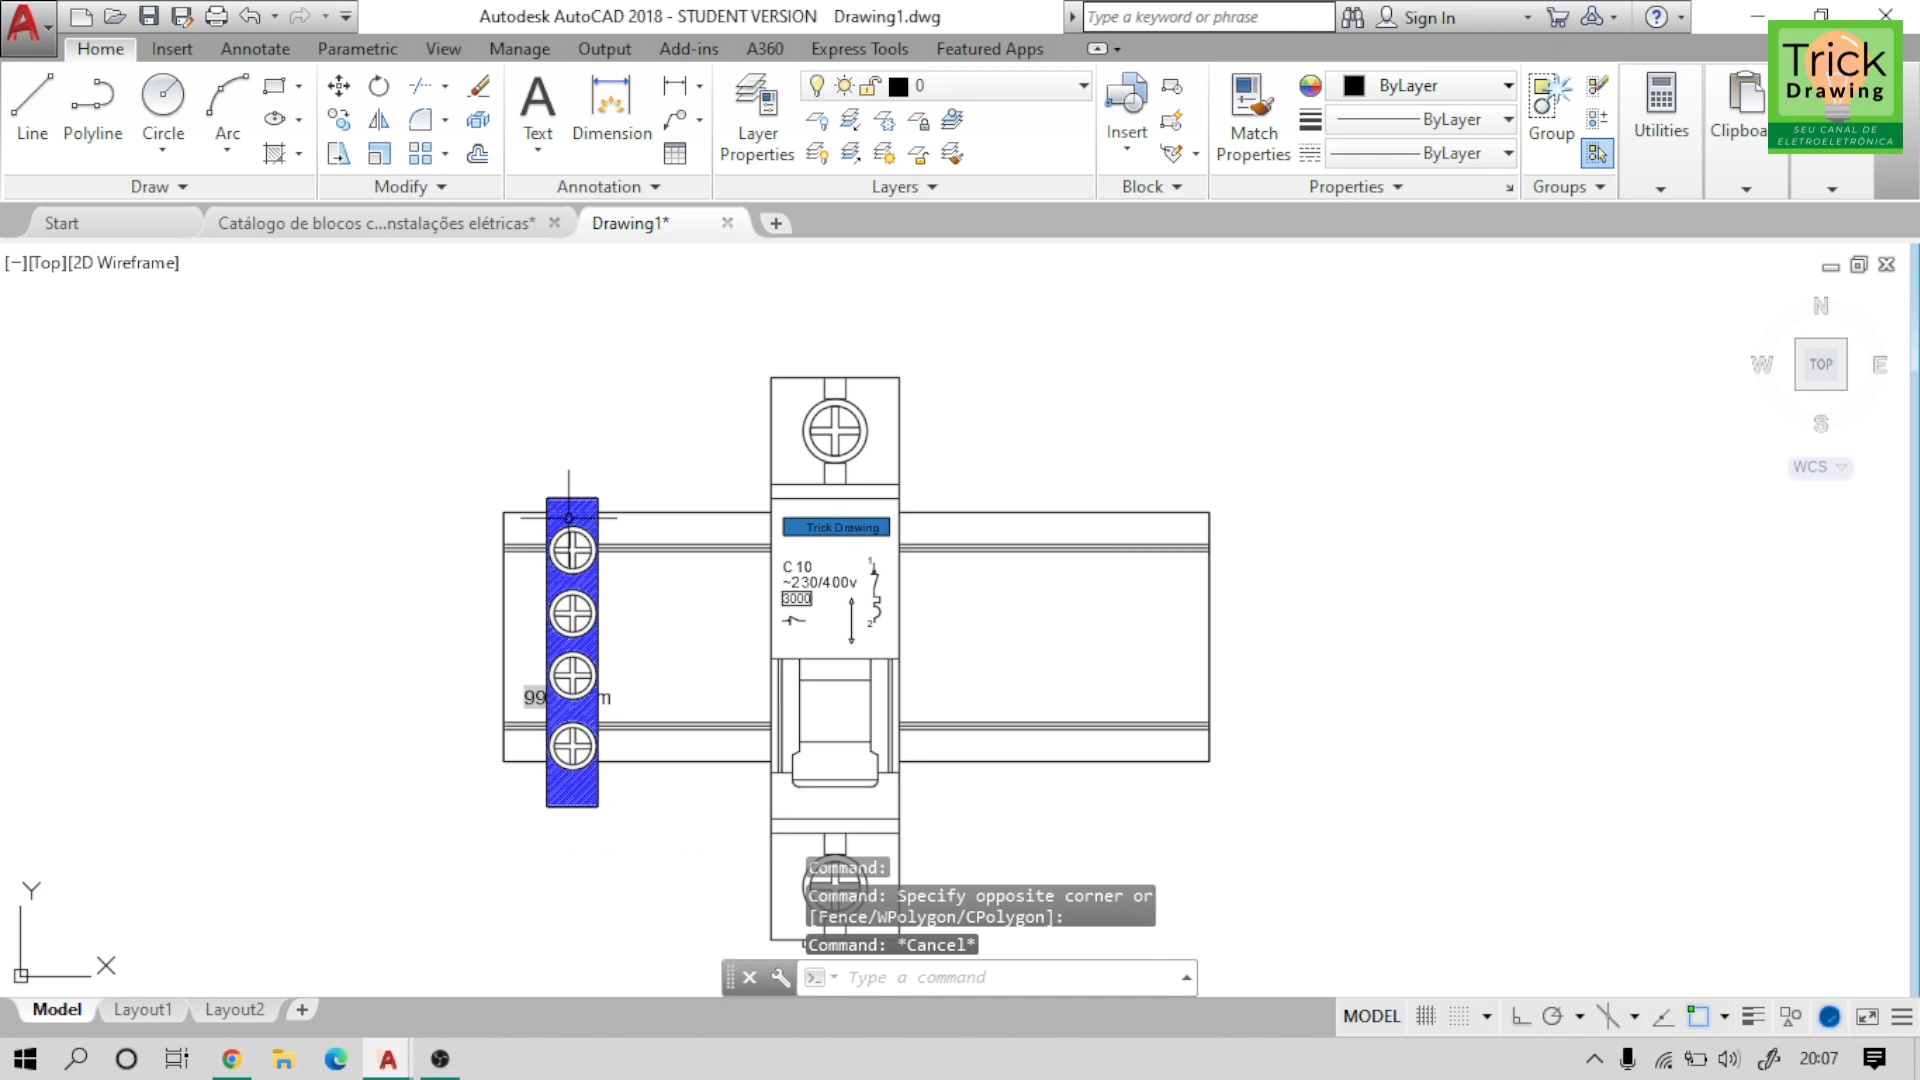 Autodesk AutoCAD 2018 - STUDENT VERSION Drawing1.dwg
Type a keyword or phrase
Sign In
Home Insert Annotate Parametric View Manage Output Add-ins A360 Express Tools Featured Apps
Trick
Drawing
SEU CANAL DE
ELETROELETRÔNICA
Line Polyline Circle Arc
Text Dimension
Layer
Properties
0
Insert
Match
Properties
ByLayer
ByLayer
ByLayer
Group
Utilities
Clipboa
Draw Modify Annotation Layers Block Properties Groups
Start
Catálogo de blocos c...nstalações elétricas*
Drawing1*
[−][Top][2D Wireframe]
N
W TOP E
S
WCS
Trick Drawing
C 10
~230/400v
3000
1
2
99
m
Command:
Command: Specify opposite corner or
[Fence/WPolygon/CPolygon]:
Command: *Cancel*
Type a command
Y
X
Model Layout1 Layout2
MODEL
20:07